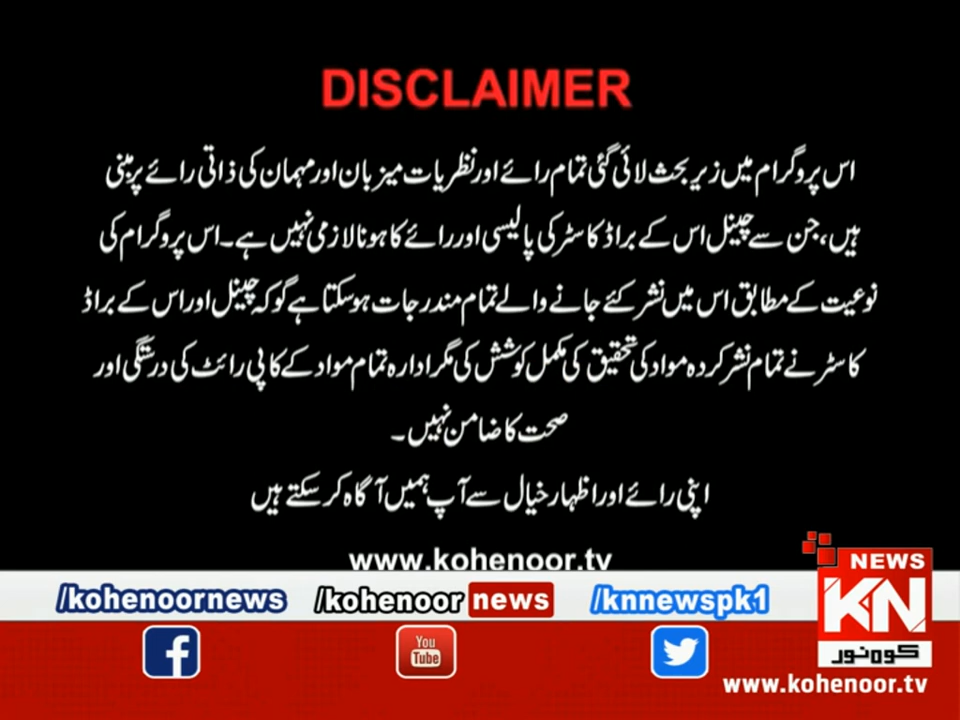 DISCLAIMER
اس پروگرام میں زیر بحث لائی گئی تمام رائے اور نظریات میزبان اور مہمان کی ذاتی رائے پر مبنی
ہیں، جن سے چینل اس کے براڈ کاسٹر کی پالیسی اور رائے کا ہونا لازمی نہیں ہے۔ اس پروگرام کی
نوعیت کے مطابق اس میں نشر کئے جانے والے تمام مندرجات ہو سکتا ہے گو کہ چینل اور اس کے براڈ
کاسٹر نے تمام نشر کردہ مواد کی تحقیق کی مکمل کوشش کی مگر ادارہ تمام مواد کے کاپی رائٹ کی درستگی اور
صحت کا ضامن نہیں۔
اپنی رائے اور اظہار خیال سے آپ ہمیں آگاہ کر سکتے ہیں
www.kohenoor.tv
/kohenoornews /kohenoor news /knnewspk1
You
Tube
NEWS
KN
کوہ نور
www.kohenoor.tv